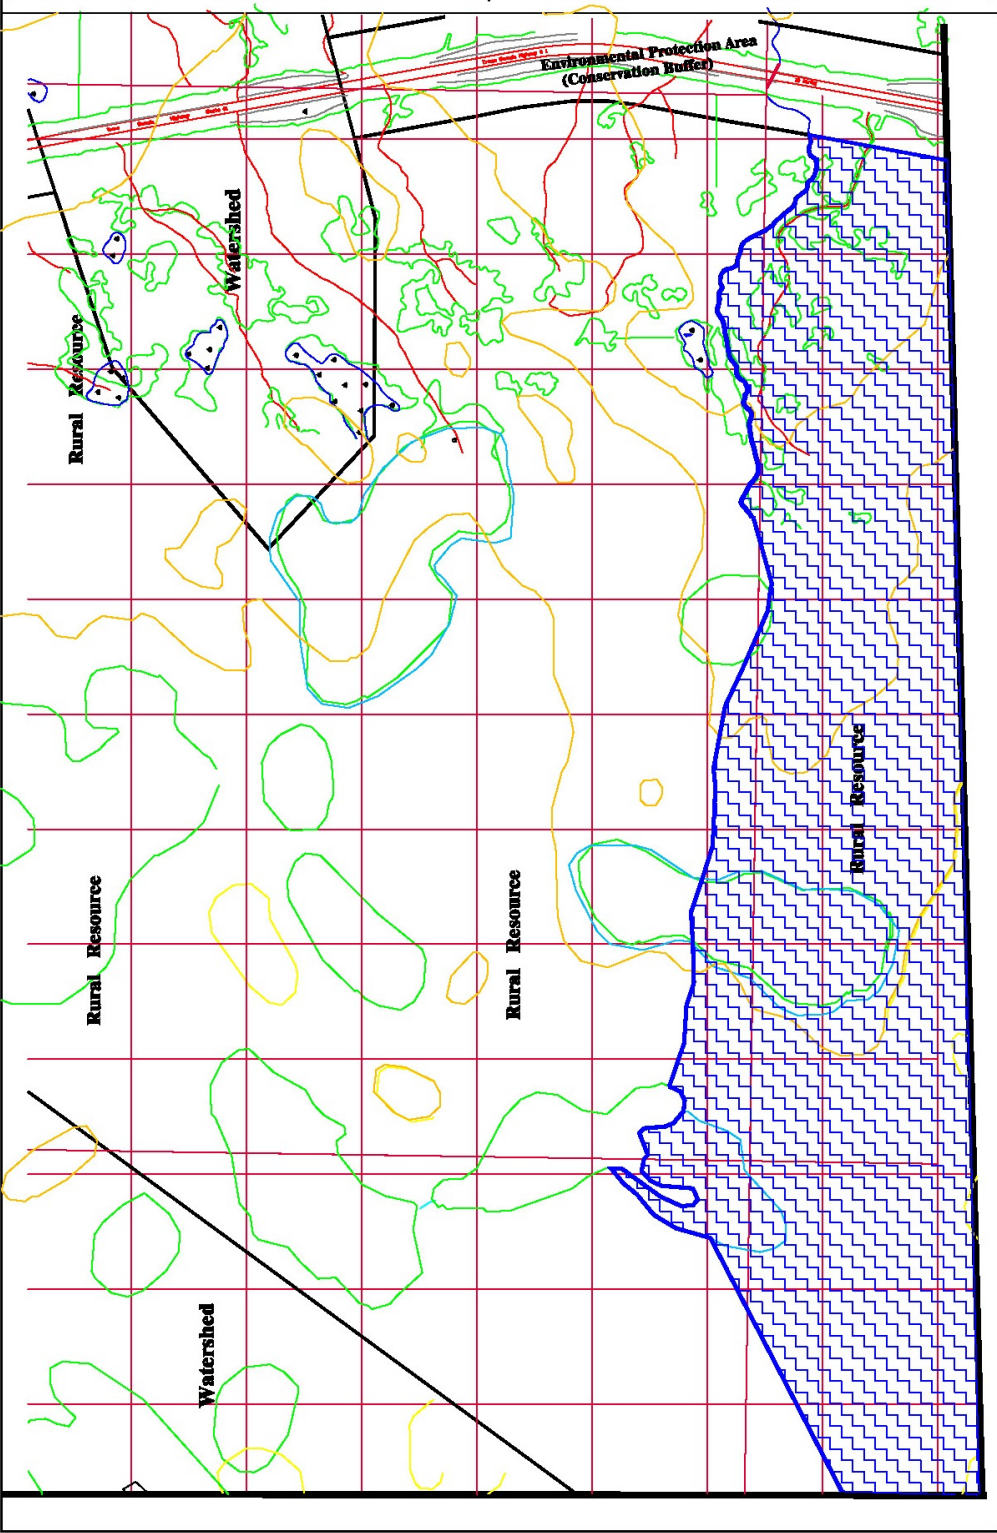 Environmental Protection Area
(Conservation Buffer)
Watershed
Rural Resource
Rural Resource
Rural Resource
Rural Resource
Watershed